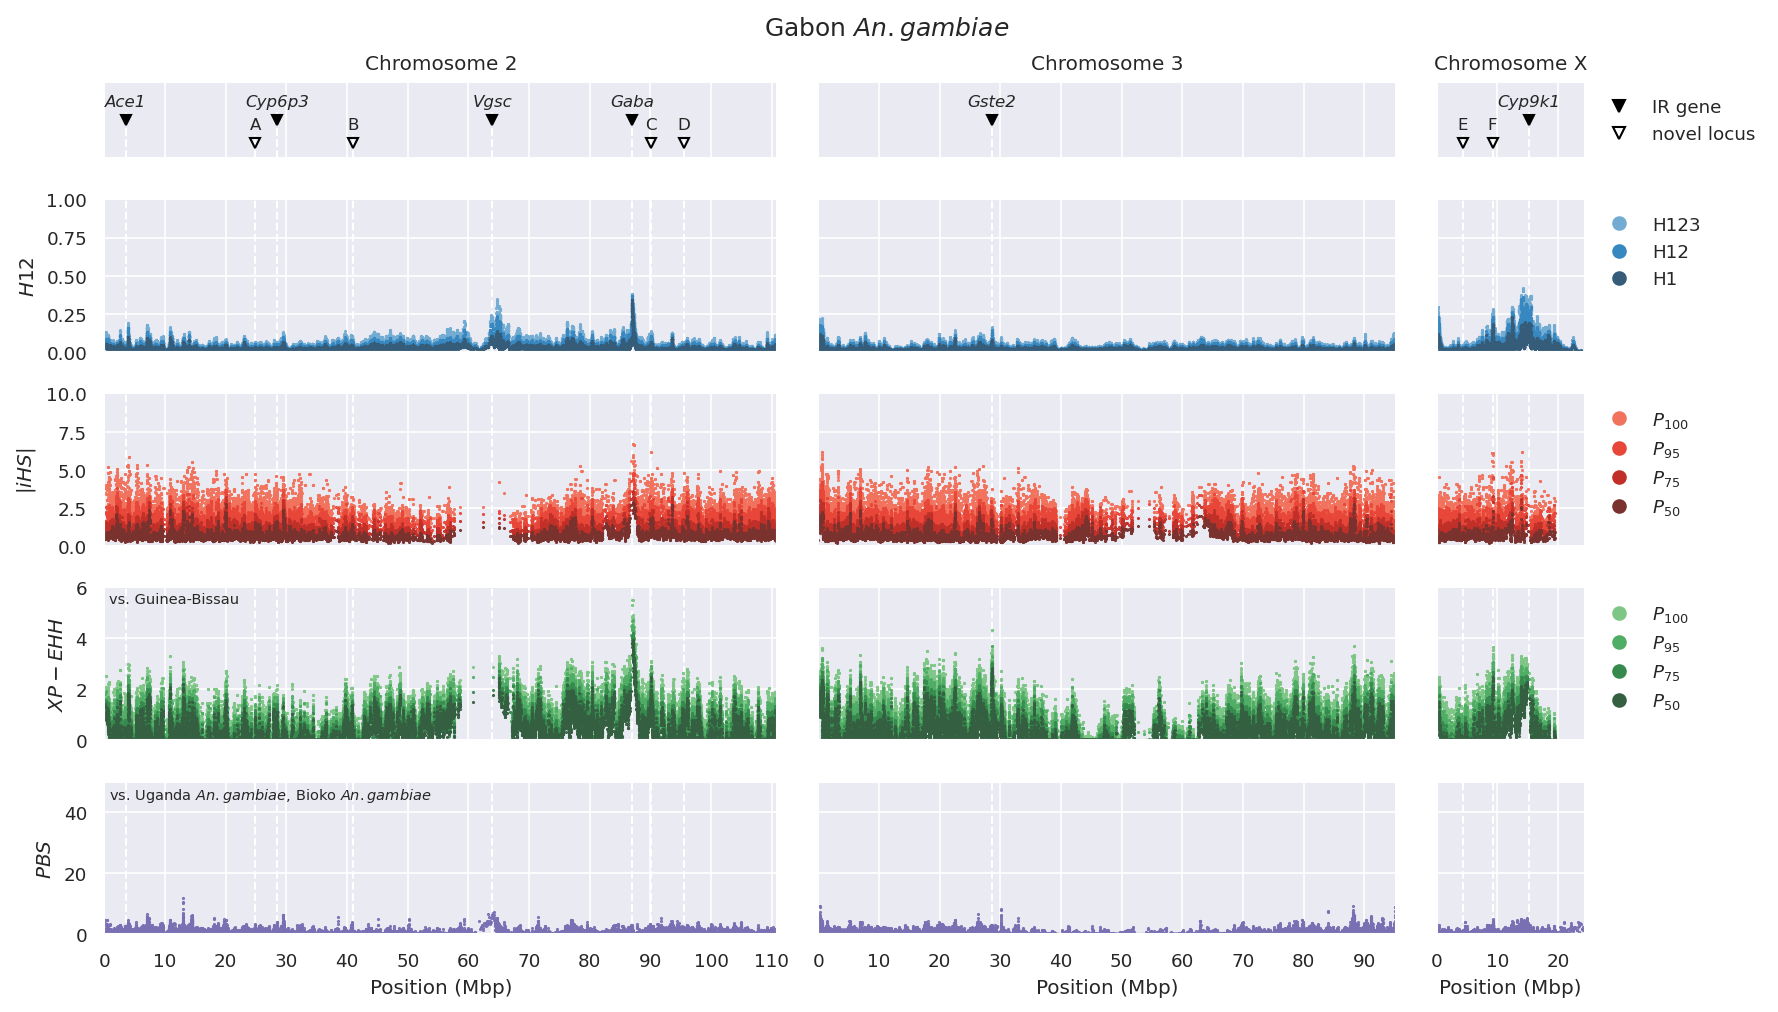 Gabon An. gambiae
Chromosome 2 Chromosome 3 Chromosome X
Ace1 Cyp6p3 Vgsc Gaba Gste2 Cyp9k1
A B C D E F
IR gene
novel locus
H12
1.00
0.75
0.50
0.25
0.00
H123
H12
H1
|iHS|
10.0
7.5
5.0
2.5
0.0
P100
P95
P75
P50
XP − EHH
6
4
2
0
vs. Guinea-Bissau
P100
P95
P75
P50
PBS
40
20
0
vs. Uganda An. gambiae, Bioko An. gambiae
0 10 20 30 40 50 60 70 80 90 100 110 0 10 20 30 40 50 60 70 80 90 0 10 20
Position (Mbp) Position (Mbp) Position (Mbp)